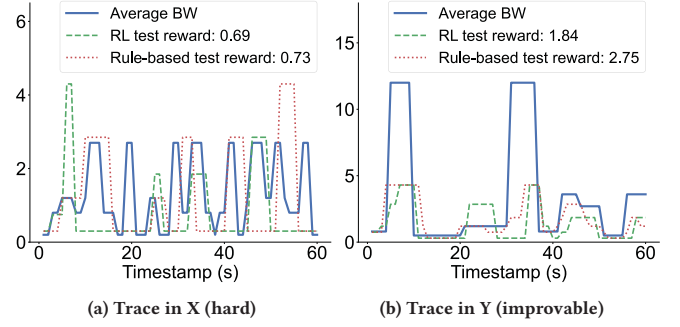 Average BW
RL test reward: 0.69
Rule-based test reward: 0.73
6
4
2
0
0 20 40 60
Timestamp (s)
(a) Trace in X (hard)
Average BW
RL test reward: 1.84
Rule-based test reward: 2.75
15
10
5
0
0 20 40 60
Timestamp (s)
(b) Trace in Y (improvable)